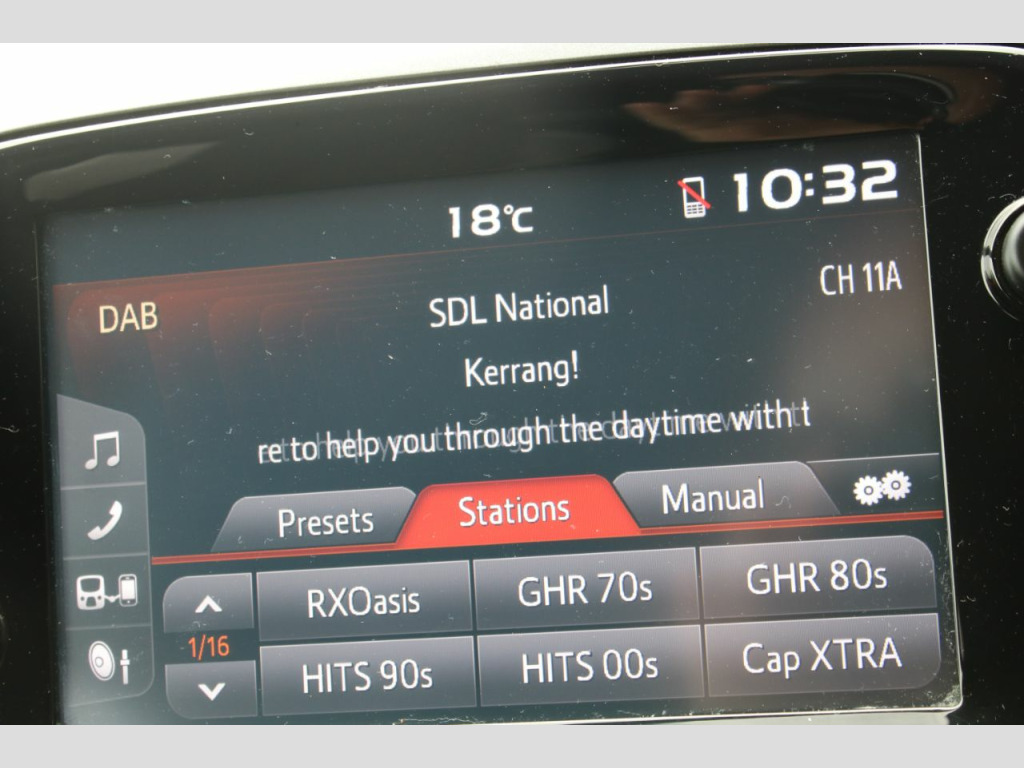 18°C
10:32
DAB
SDL National
CH 11A
Kerrang!
re to help you through the daytime with t
Presets
Stations
Manual
RXOasis
GHR 70s
GHR 80s
1/16
HITS 90s
HITS 00s
Cap XTRA